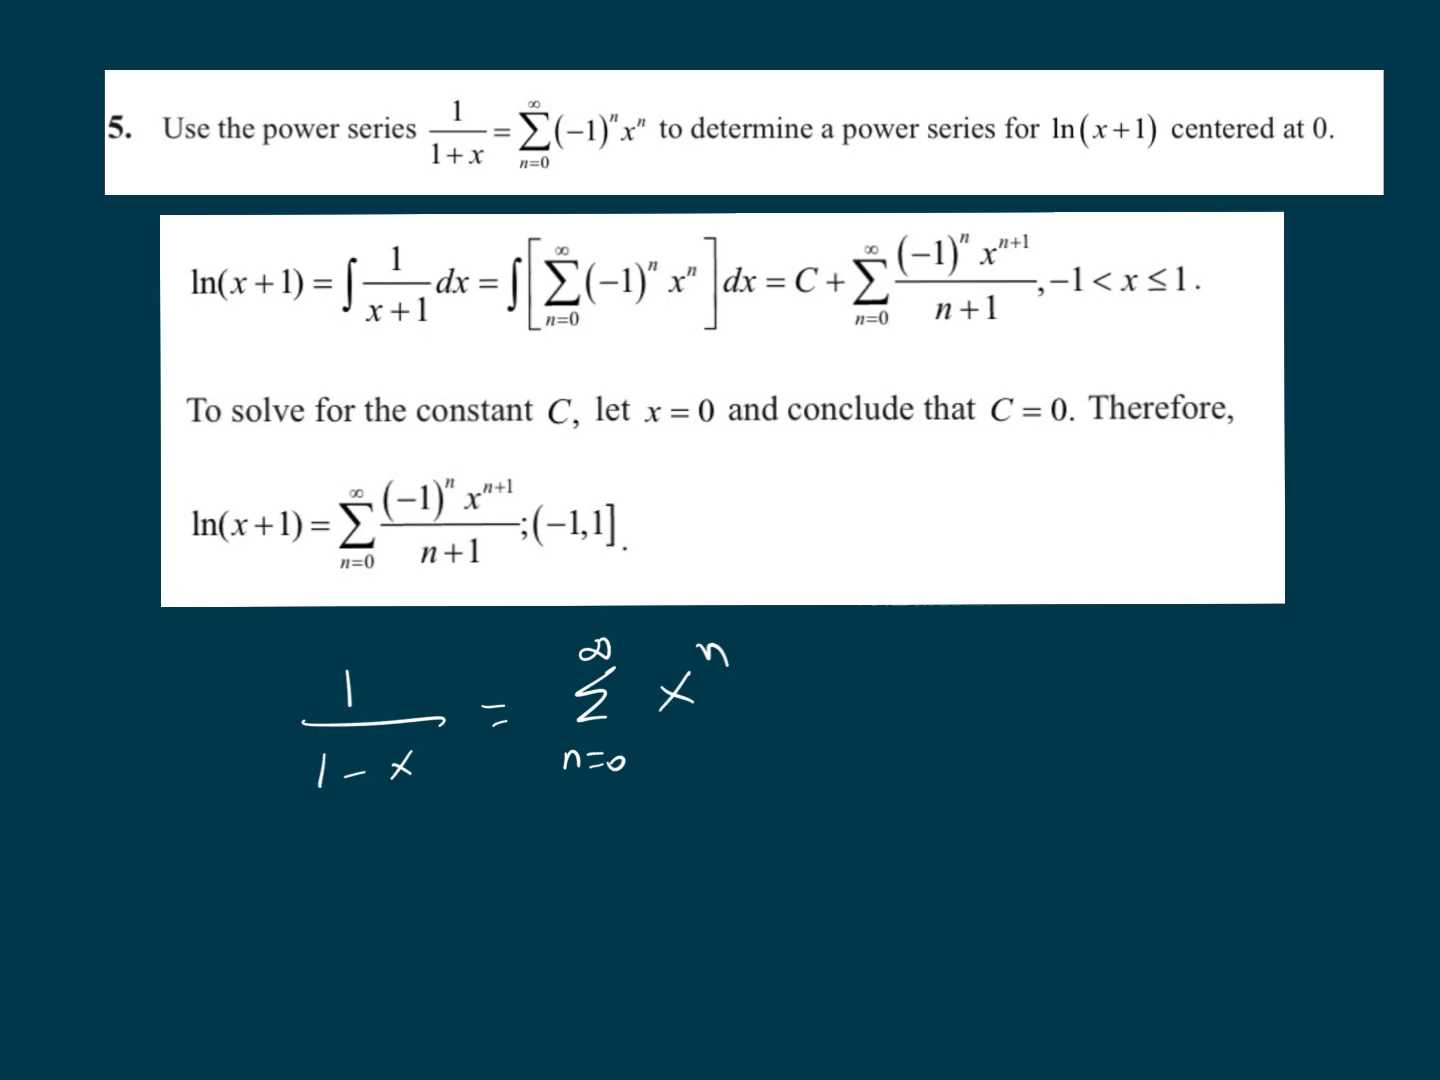 5. Use the power series 1/(1+x) = ∑_{n=0}^{∞} (−1)^n x^n to determine a power series for ln(x+1) centered at 0.
ln(x+1) = ∫ 1/(x+1) dx = ∫ [∑_{n=0}^{∞} (−1)^n x^n] dx = C + ∑_{n=0}^{∞} (−1)^n x^{n+1}/(n+1), −1 < x ≤ 1.
To solve for the constant C, let x = 0 and conclude that C = 0. Therefore,
ln(x+1) = ∑_{n=0}^{∞} (−1)^n x^{n+1}/(n+1); (−1,1].
1/(1−x) = ∑_{n=0}^{∞} x^n